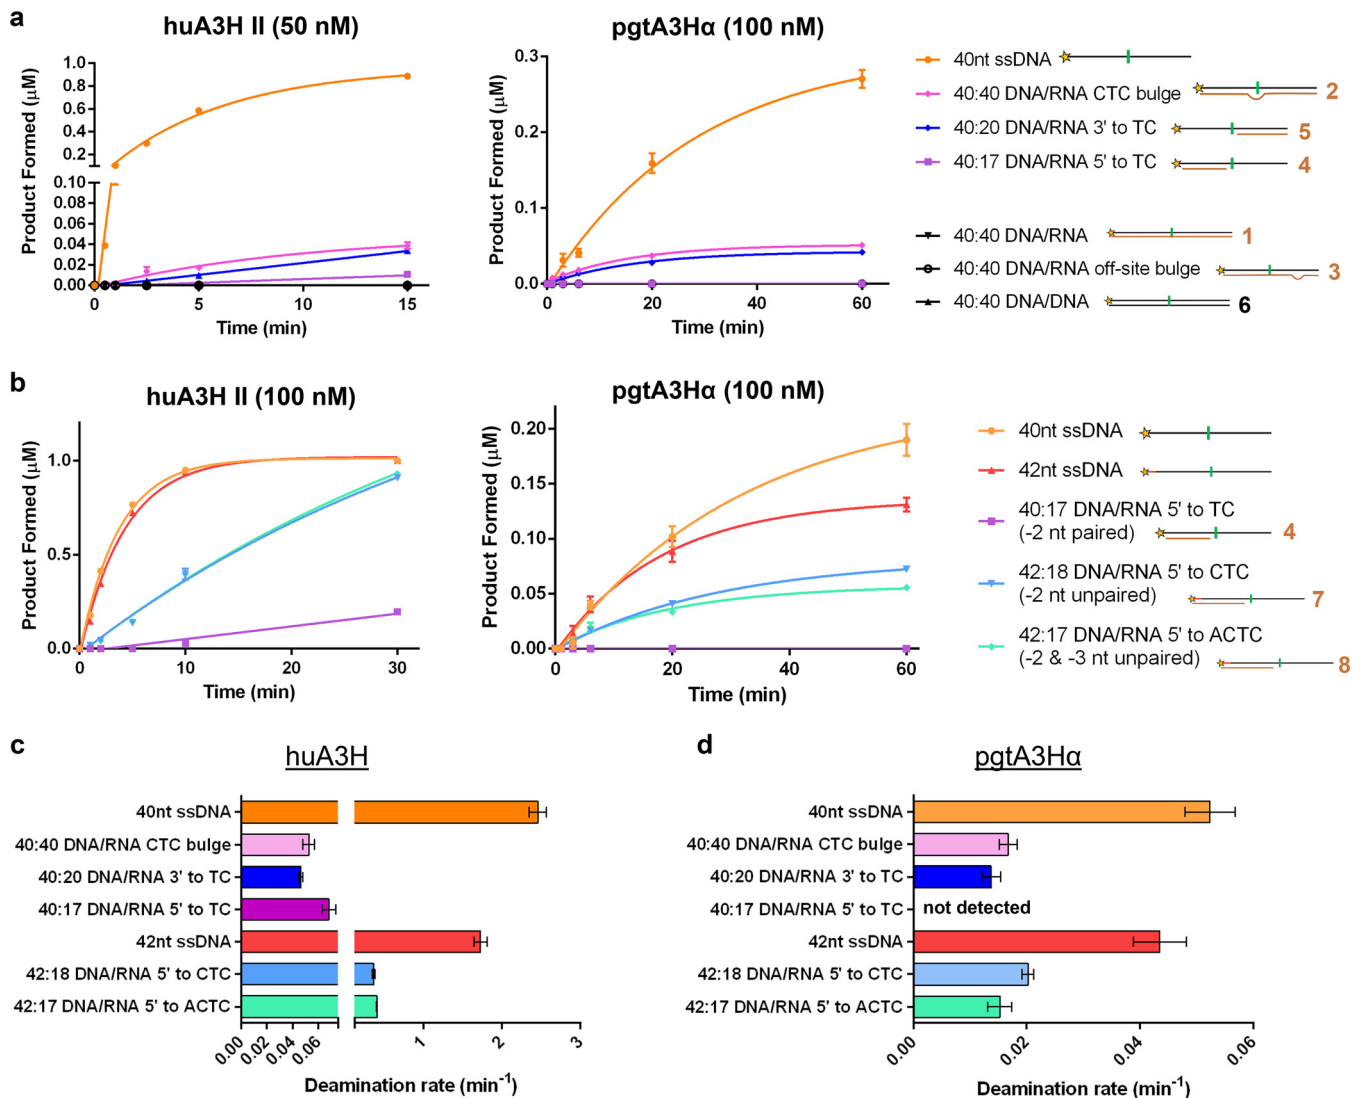 a
huA3H II (50 nM)
Product Formed (µM)
1.0
0.8
0.6
0.4
0.2
0.10
0.08
0.06
0.04
0.02
0.00
0
5
10
15
Time (min)
pgtA3Hα (100 nM)
Product Formed (µM)
0.3
0.2
0.1
0.0
0
20
40
60
Time (min)
40nt ssDNA
40:40 DNA/RNA CTC bulge 2
40:20 DNA/RNA 3' to TC 5
40:17 DNA/RNA 5' to TC 4
40:40 DNA/RNA 1
40:40 DNA/RNA off-site bulge 3
40:40 DNA/DNA 6
b
huA3H II (100 nM)
Product Formed (µM)
1.0
0.5
0.0
0
10
20
30
Time (min)
pgtA3Hα (100 nM)
Product Formed (µM)
0.20
0.15
0.10
0.05
0.00
0
20
40
60
Time (min)
40nt ssDNA
42nt ssDNA
40:17 DNA/RNA 5' to TC
(-2 nt paired) 4
42:18 DNA/RNA 5' to CTC
(-2 nt unpaired) 7
42:17 DNA/RNA 5' to ACTC
(-2 & -3 nt unpaired) 8
c
huA3H
40nt ssDNA
40:40 DNA/RNA CTC bulge
40:20 DNA/RNA 3' to TC
40:17 DNA/RNA 5' to TC
42nt ssDNA
42:18 DNA/RNA 5' to CTC
42:17 DNA/RNA 5' to ACTC
0.00
0.02
0.04
0.06
1
2
3
Deamination rate (min⁻¹)
d
pgtA3Hα
40nt ssDNA
40:40 DNA/RNA CTC bulge
40:20 DNA/RNA 3' to TC
40:17 DNA/RNA 5' to TC
not detected
42nt ssDNA
42:18 DNA/RNA 5' to CTC
42:17 DNA/RNA 5' to ACTC
0.00
0.02
0.04
0.06
Deamination rate (min⁻¹)